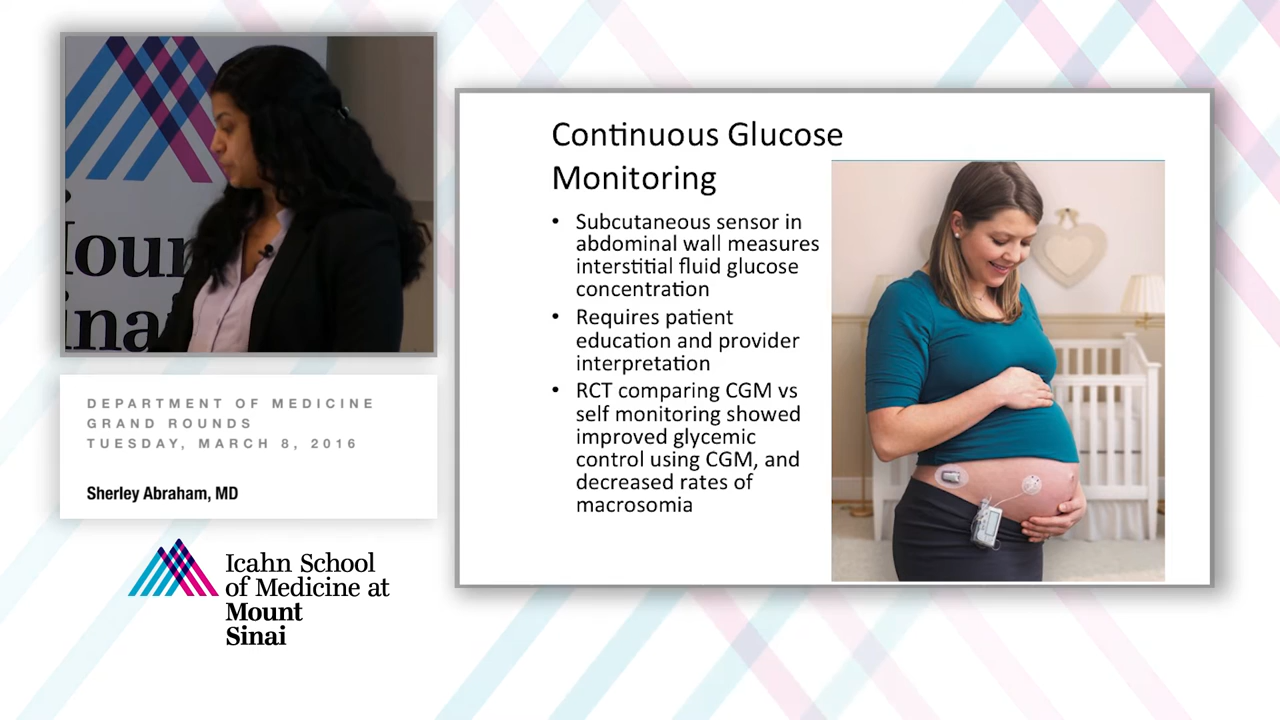 Mount
Sinai
DEPARTMENT OF MEDICINE
GRAND ROUNDS
TUESDAY, MARCH 8, 2016
Sherley Abraham, MD
Icahn School
of Medicine at
Mount
Sinai
Continuous Glucose
Monitoring
• Subcutaneous sensor in
abdominal wall measures
interstitial fluid glucose
concentration
• Requires patient
education and provider
interpretation
• RCT comparing CGM vs
self monitoring showed
improved glycemic
control using CGM, and
decreased rates of
macrosomia